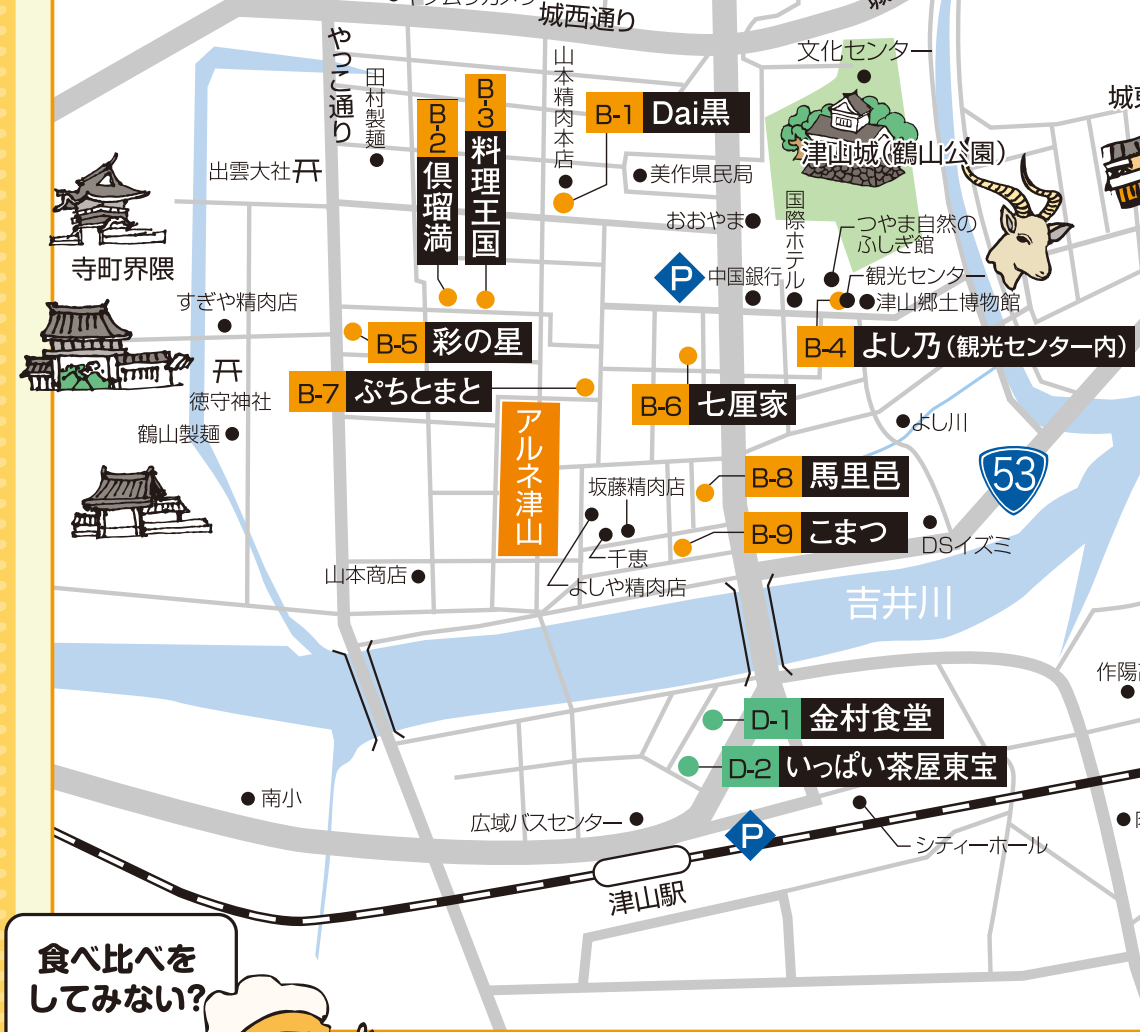 城西通り
やっこ通り
田村製麺
B-2 倶瑠満
B-3 料理王国
山本精肉本店
B-1 Dai黒
文化センター
津山城(鶴山公園)
出雲大社
美作県民局
おおやま
国際ホテル
つやま自然の
ふしぎ館
寺町界隈
P
中国銀行
観光センター
津山郷土博物館
すぎや精肉店
B-5 彩の星
B-4 よし乃(観光センター内)
徳守神社
B-7 ぷちとまと
B-6 七厘家
鶴山製麺
アルネ津山
よし川
53
坂藤精肉店
B-8 馬里邑
B-9 こまつ
DSイズミ
千恵
山本商店
よしや精肉店
吉井川
作陽
D-1 金村食堂
D-2 いっぱい茶屋東宝
南小
広域バスセンター
P
シティーホール
津山駅
食べ比べを
してみない?